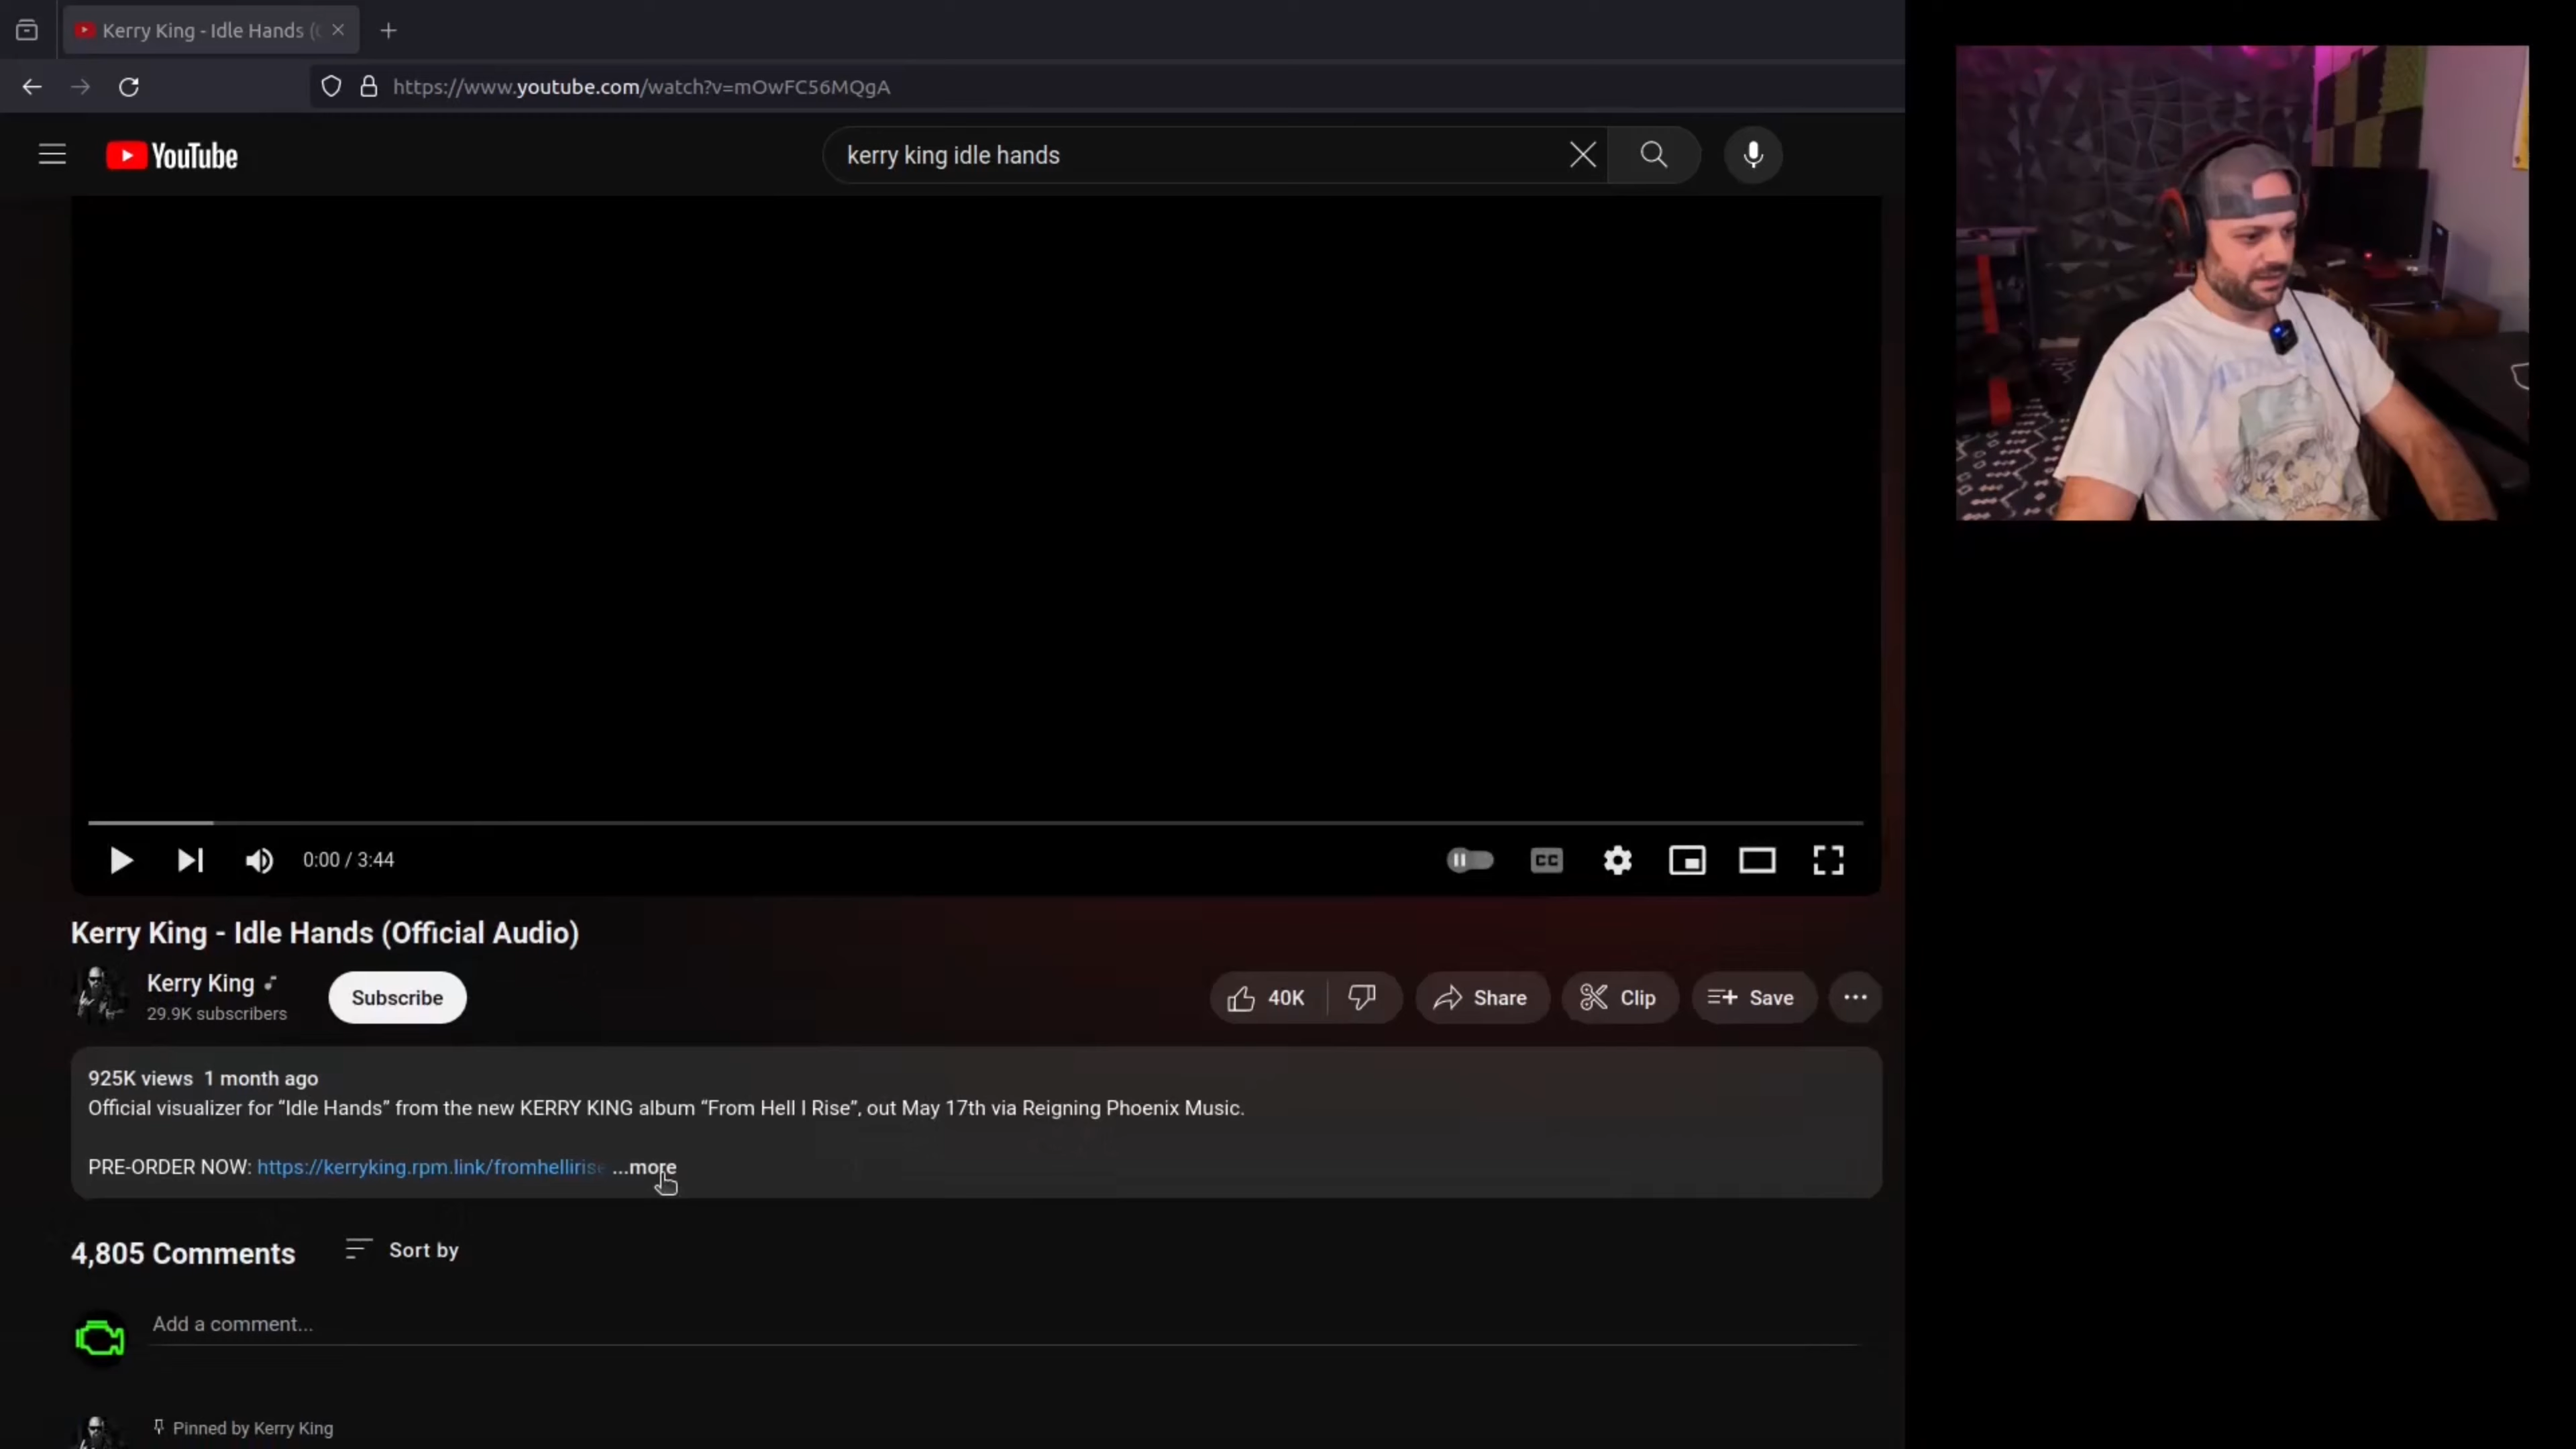 Kerry King - Idle Hands (
https://www.youtube.com/watch?v=mOwFC56MQgA
YouTube
kerry king idle hands
0:00 / 3:44
CC
Kerry King - Idle Hands (Official Audio)
Kerry King
29.9K subscribers
Subscribe
40K
Share
Clip
Save
925K views 1 month ago
Official visualizer for “Idle Hands” from the new KERRY KING album “From Hell I Rise”, out May 17th via Reigning Phoenix Music.
PRE-ORDER NOW: https://kerryking.rpm.link/fromhellirise ...more
4,805 Comments
Sort by
Add a comment...
Pinned by Kerry King